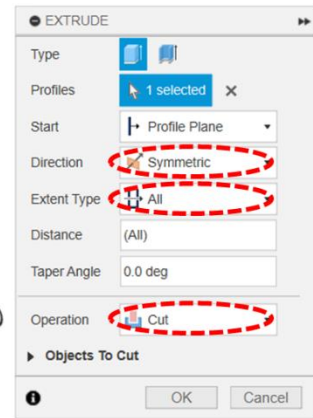 EXTRUDE
Type
Profiles 1 selected
Start Profile Plane
Direction Symmetric
Extent Type All
Distance (All)
Taper Angle 0.0 deg
Operation Cut
Objects To Cut
OK Cancel